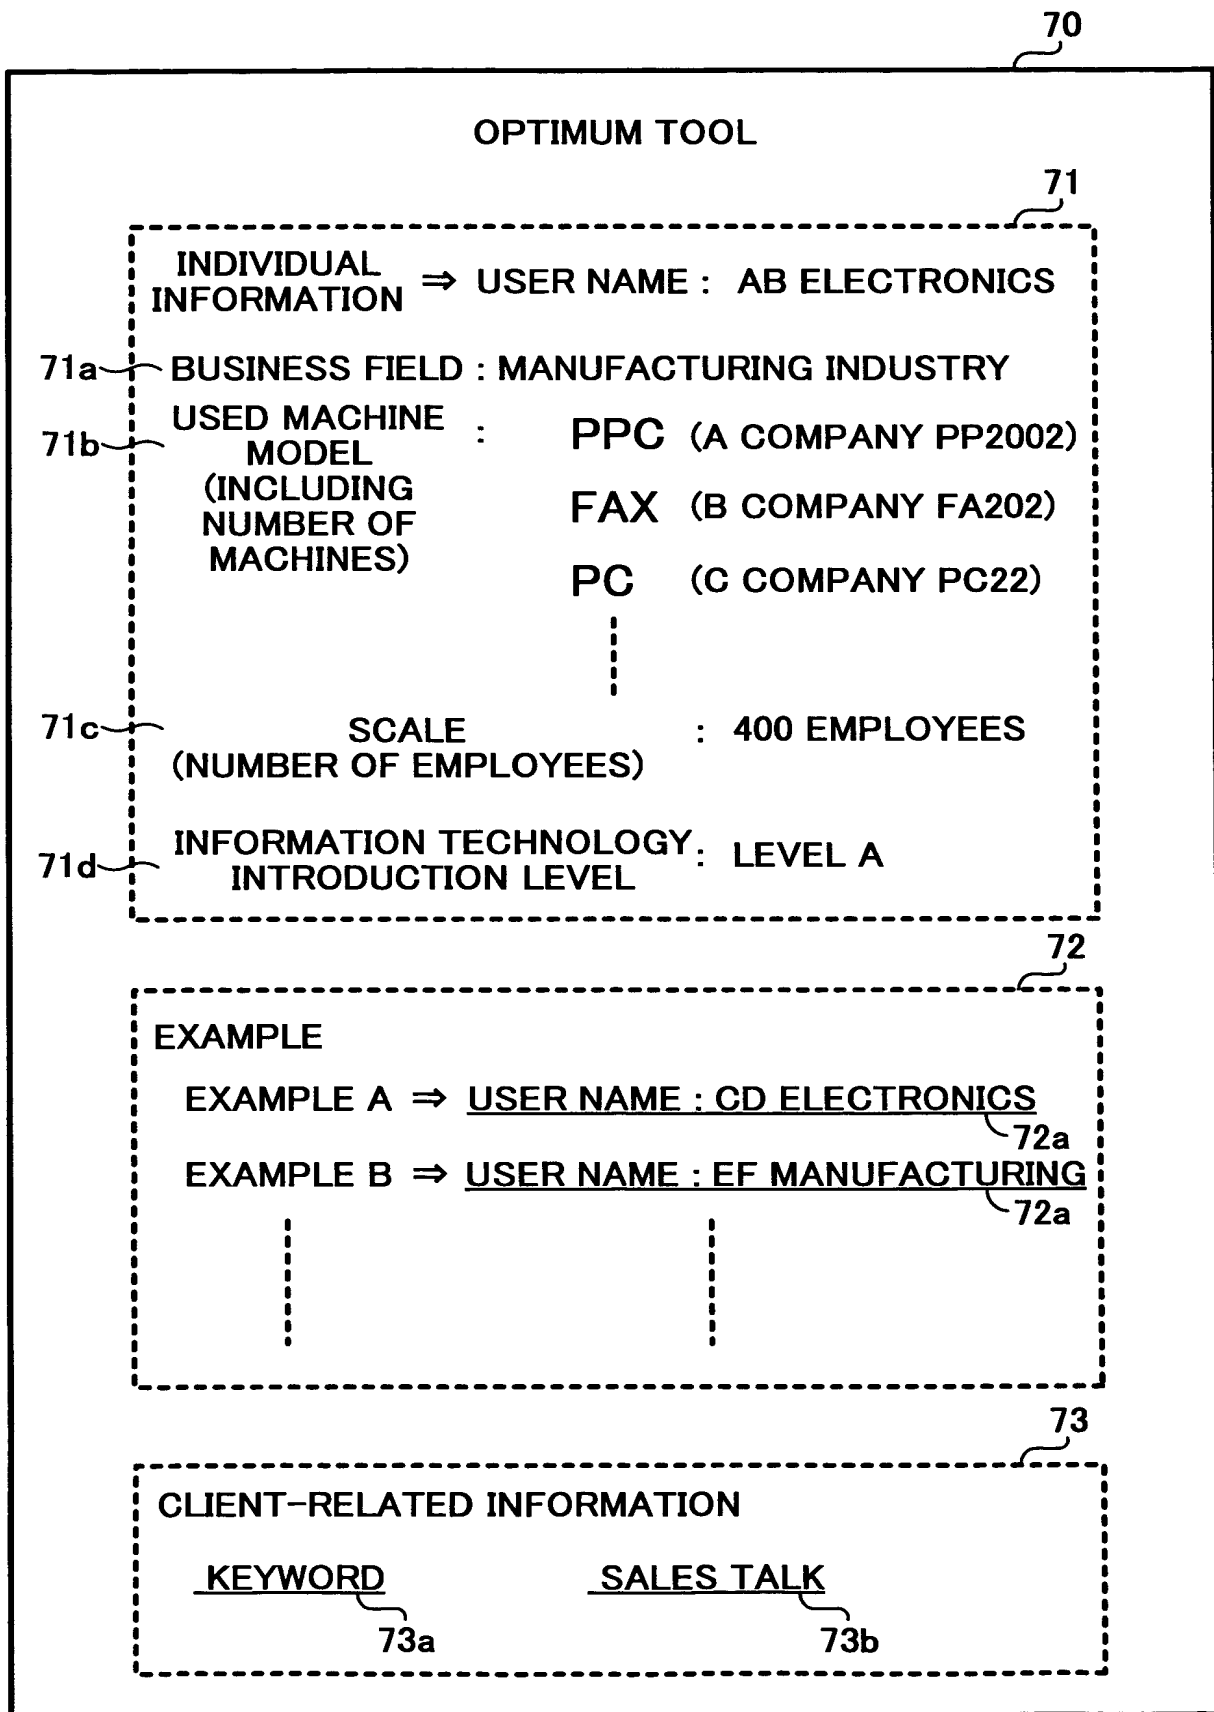 70
OPTIMUM TOOL
71
INDIVIDUAL
INFORMATION ⇒ USER NAME : AB ELECTRONICS
71a BUSINESS FIELD : MANUFACTURING INDUSTRY
71b USED MACHINE : PPC (A COMPANY PP2002)
MODEL
(INCLUDING FAX (B COMPANY FA202)
NUMBER OF
MACHINES) PC (C COMPANY PC22)
71c SCALE : 400 EMPLOYEES
(NUMBER OF EMPLOYEES)
71d INFORMATION TECHNOLOGY : LEVEL A
INTRODUCTION LEVEL
72
EXAMPLE
EXAMPLE A ⇒ USER NAME : CD ELECTRONICS
72a
EXAMPLE B ⇒ USER NAME : EF MANUFACTURING
72a
73
CLIENT-RELATED INFORMATION
KEYWORD SALES TALK
73a 73b